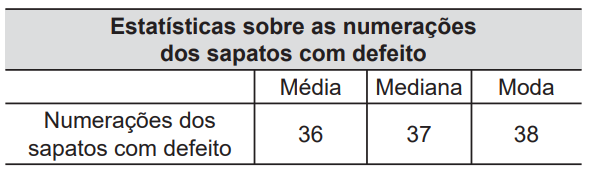 Estatísticas sobre as numerações
dos sapatos com defeito
Média Mediana Moda
Numerações dos
sapatos com defeito 36 37 38